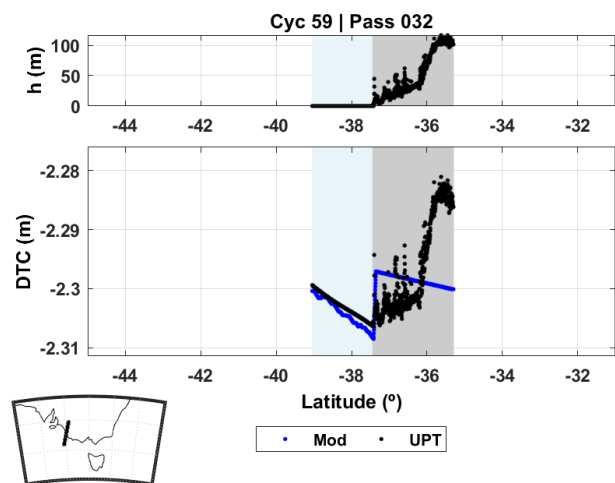 Cyc 59 | Pass 032
h (m)
100
50
0
-44 -42 -40 -38 -36 -34 -32
DTC (m)
-2.28
-2.29
-2.3
-2.31
-44 -42 -40 -38 -36 -34 -32
Latitude (º)
Mod UPT